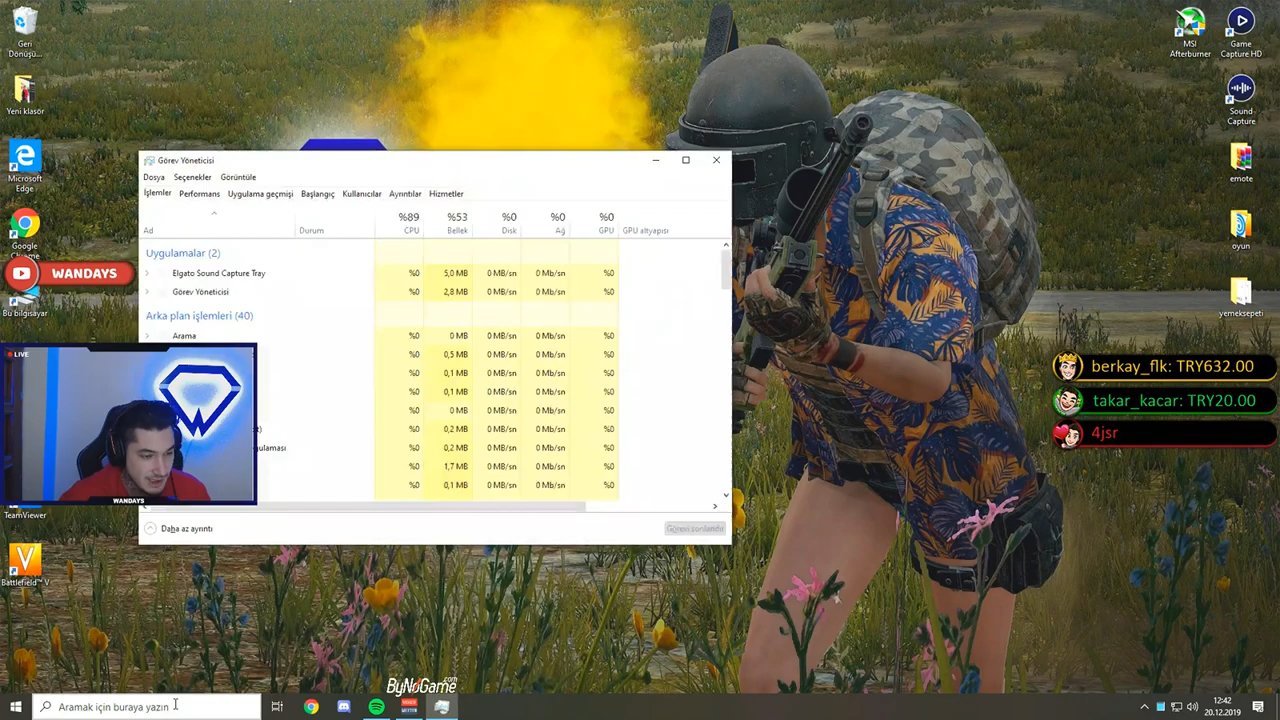 Geri
Dönüşü...
Yeni klasör
Microsoft
Edge
Google
Chrome
WANDAYS
Bu bilgisayar
TeamViewer
V
Battlefield™ V
MSI
Afterburner
Game
Capture HD
Sound
Capture
emote
oyun
yemeksepeti
Görev Yöneticisi
Dosya Seçenekler Görüntüle
İşlemler Performans Uygulama geçmişi Başlangıç Kullanıcılar Ayrıntılar Hizmetler
%89 %53 %0 %0 %0
Ad Durum CPU Bellek Disk Ağ GPU GPU altyapısı
Uygulamalar (2)
Elgato Sound Capture Tray %0 5,0 MB 0 MB/sn 0 Mb/sn %0
Görev Yöneticisi %0 2,8 MB 0 MB/sn 0 Mb/sn %0
Arka plan işlemleri (40)
Arama %0 0 MB 0 MB/sn 0 Mb/sn %0
%0 0,5 MB 0 MB/sn 0 Mb/sn %0
%0 0,1 MB 0 MB/sn 0 Mb/sn %0
%0 0,1 MB 0 MB/sn 0 Mb/sn %0
%0 0 MB 0 MB/sn 0 Mb/sn %0
%0 0,2 MB 0 MB/sn 0 Mb/sn %0
gulaması %0 0,2 MB 0 MB/sn 0 Mb/sn %0
%0 1,7 MB 0 MB/sn 0 Mb/sn %0
%0 0,1 MB 0 MB/sn 0 Mb/sn %0
Daha az ayrıntı Görevi sonlandır
LIVE
W
WANDAYS
berkay_flk: TRY632.00
takar_kacar: TRY20.00
4jsr
ByNoGame.com
Aramak için buraya yazın
12:42
20.12.2019